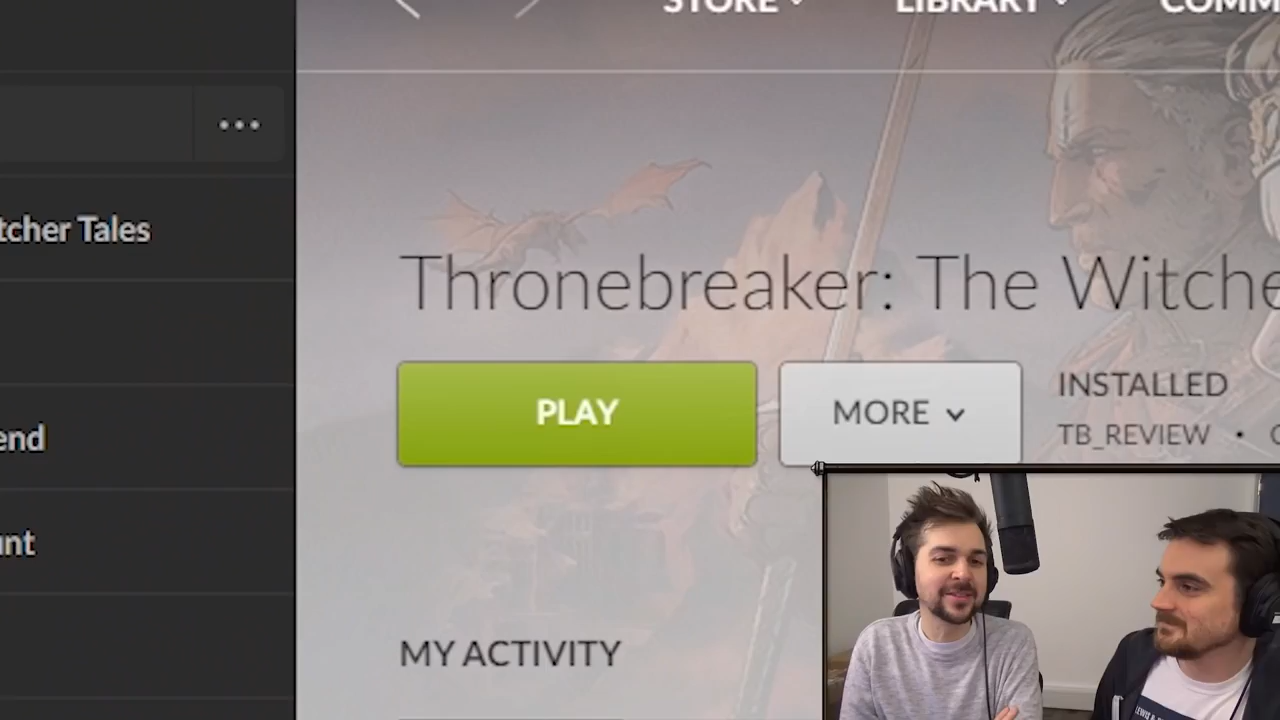 STORE
LIBRARY
COMM
tcher Tales
Thronebreaker: The Witche
PLAY
MORE
INSTALLED
TB_REVIEW •
end
unt
MY ACTIVITY